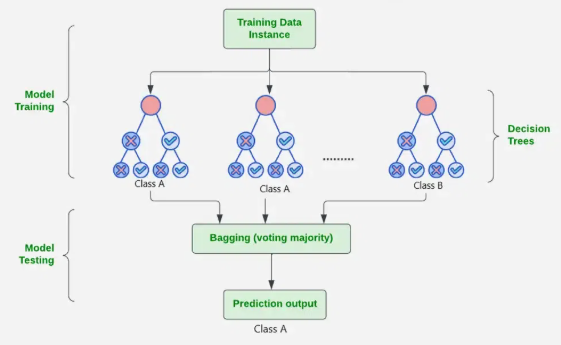 Training Data
Instance
Model
Training
Decision
Trees
.........
Class A
Class A
Class B
Bagging (voting majority)
Model
Testing
Prediction output
Class A